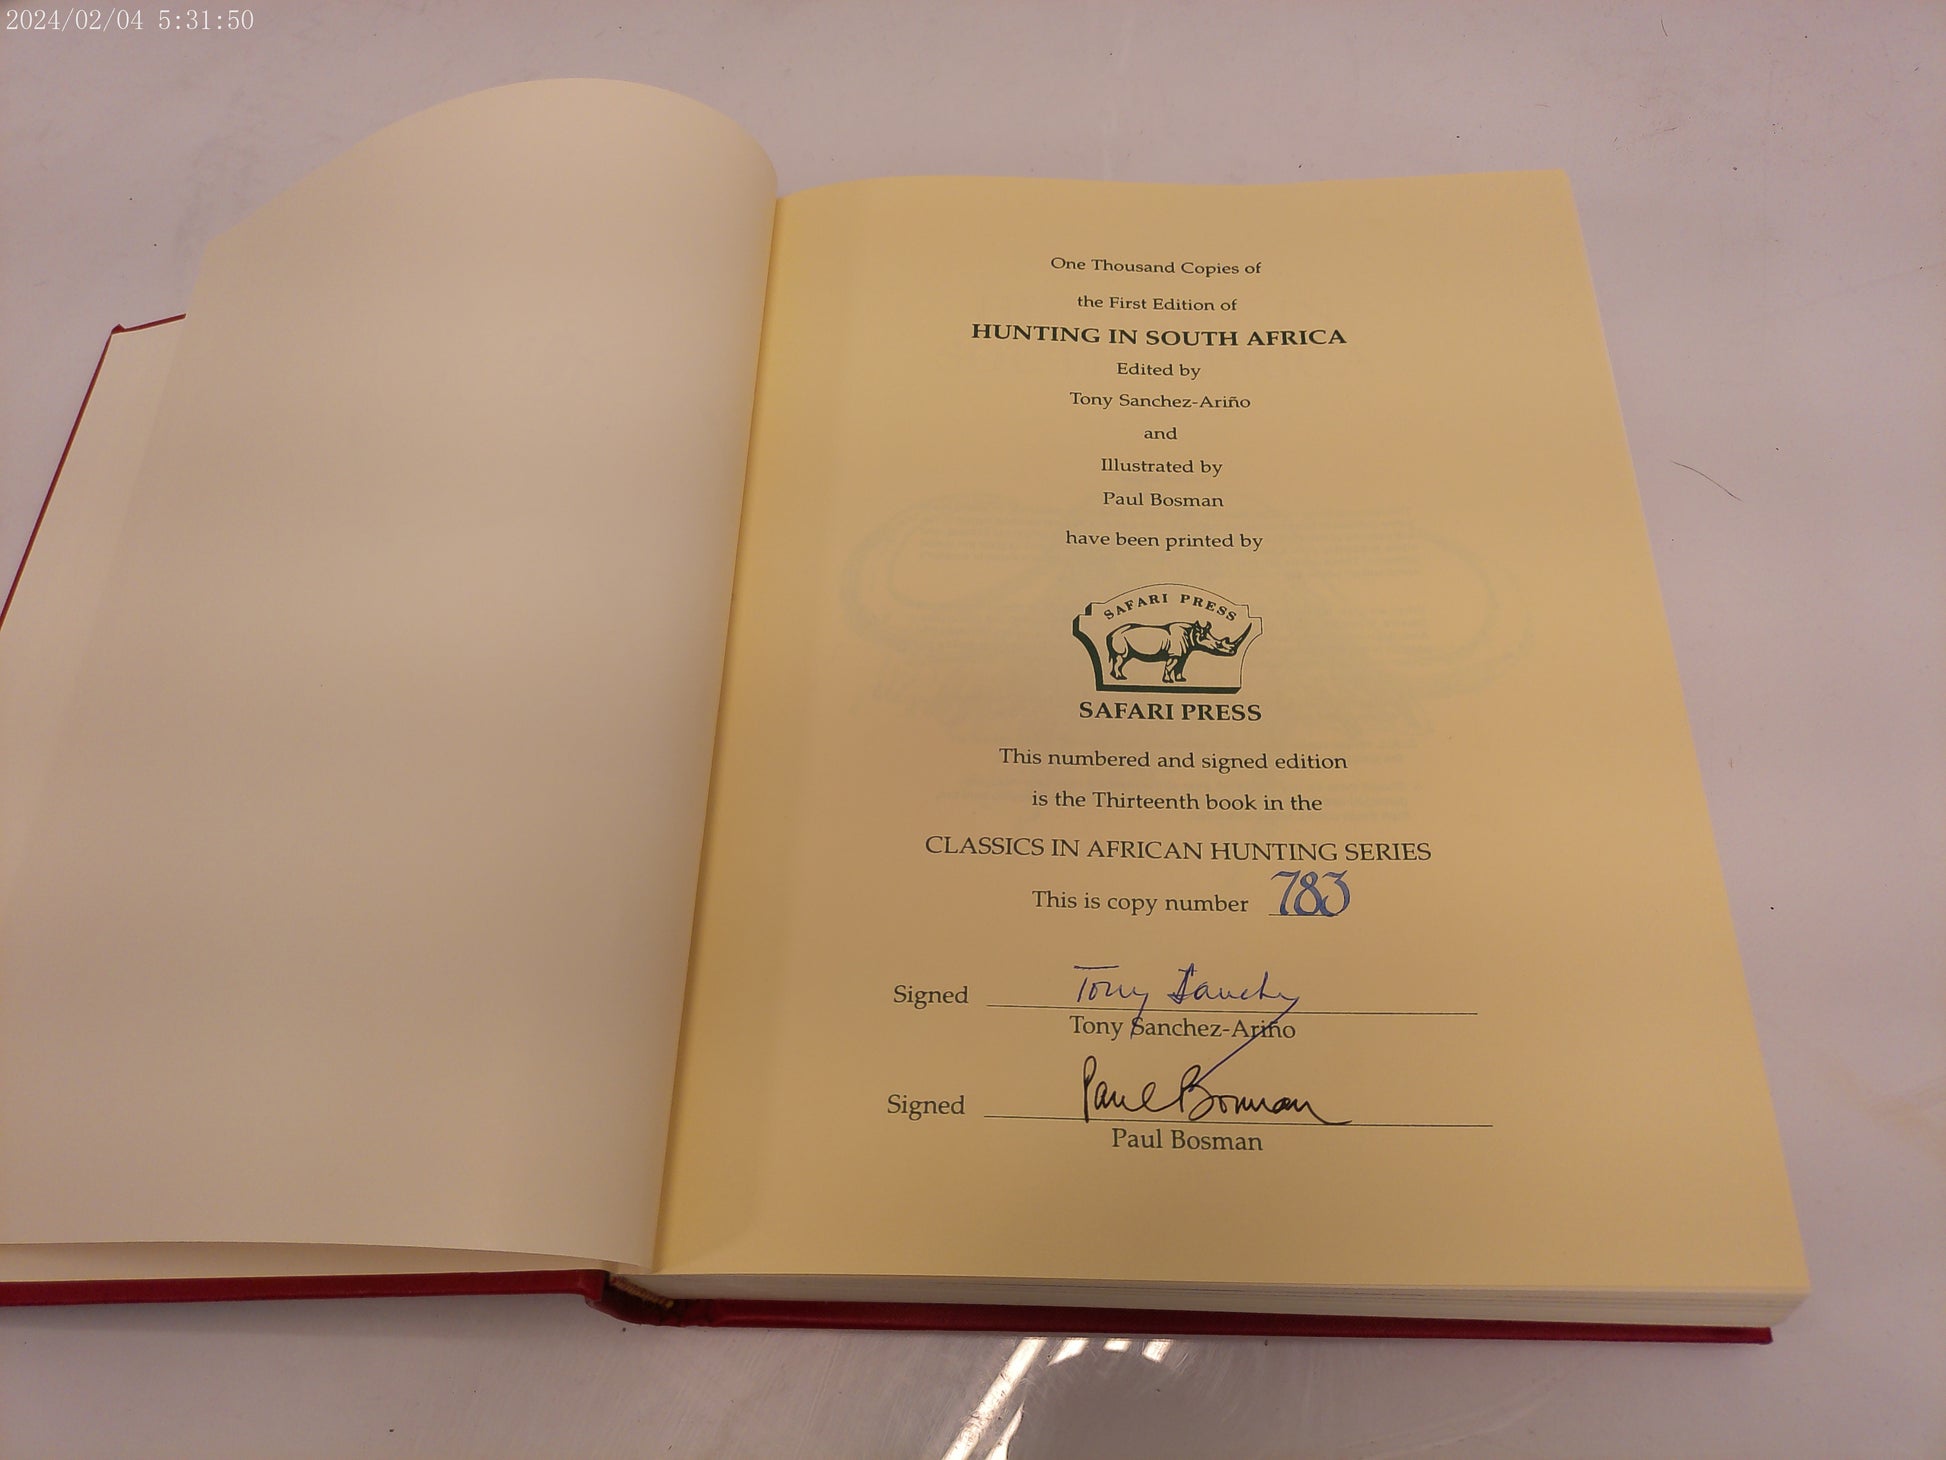 2024/02/04 5:31:50
One Thousand Copies of
the First Edition of
HUNTING IN SOUTH AFRICA
Edited by
Tony Sanchez-Ariño
and
Illustrated by
Paul Bosman
have been printed by
SAFARI PRESS
SAFARI PRESS
This numbered and signed edition
is the Thirteenth book in the
CLASSICS IN AFRICAN HUNTING SERIES
This is copy number 783
Signed Tony Sanchez
Tony Sanchez-Ariño
Signed Paul Bosman
Paul Bosman